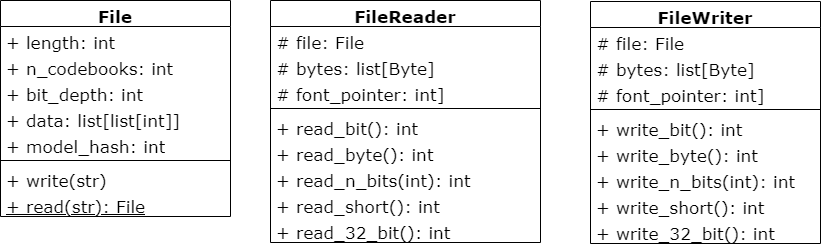 File
+ length: int
+ n_codebooks: int
+ bit_depth: int
+ data: list[list[int]]
+ model_hash: int
+ write(str)
+ read(str): File
FileReader
# file: File
# bytes: list[Byte]
# font_pointer: int]
+ read_bit(): int
+ read_byte(): int
+ read_n_bits(int): int
+ read_short(): int
+ read_32_bit(): int
FileWriter
# file: File
# bytes: list[Byte]
# font_pointer: int]
+ write_bit(): int
+ write_byte(): int
+ write_n_bits(int): int
+ write_short(): int
+ write_32_bit(): int